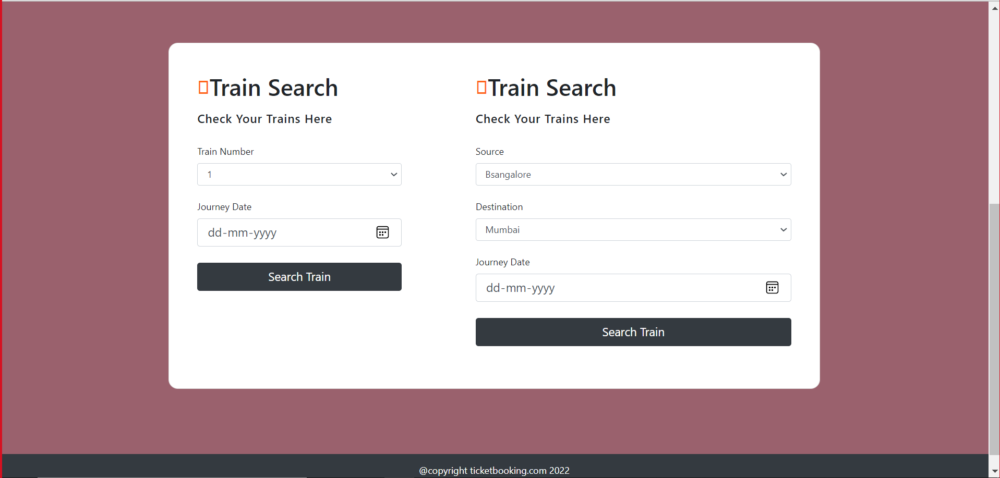 Train Search
Check Your Trains Here
Train Number
1
Journey Date
dd-mm-yyyy
Search Train
Train Search
Check Your Trains Here
Source
Bsangalore
Destination
Mumbai
Journey Date
dd-mm-yyyy
Search Train
@copyright ticketbooking.com 2022